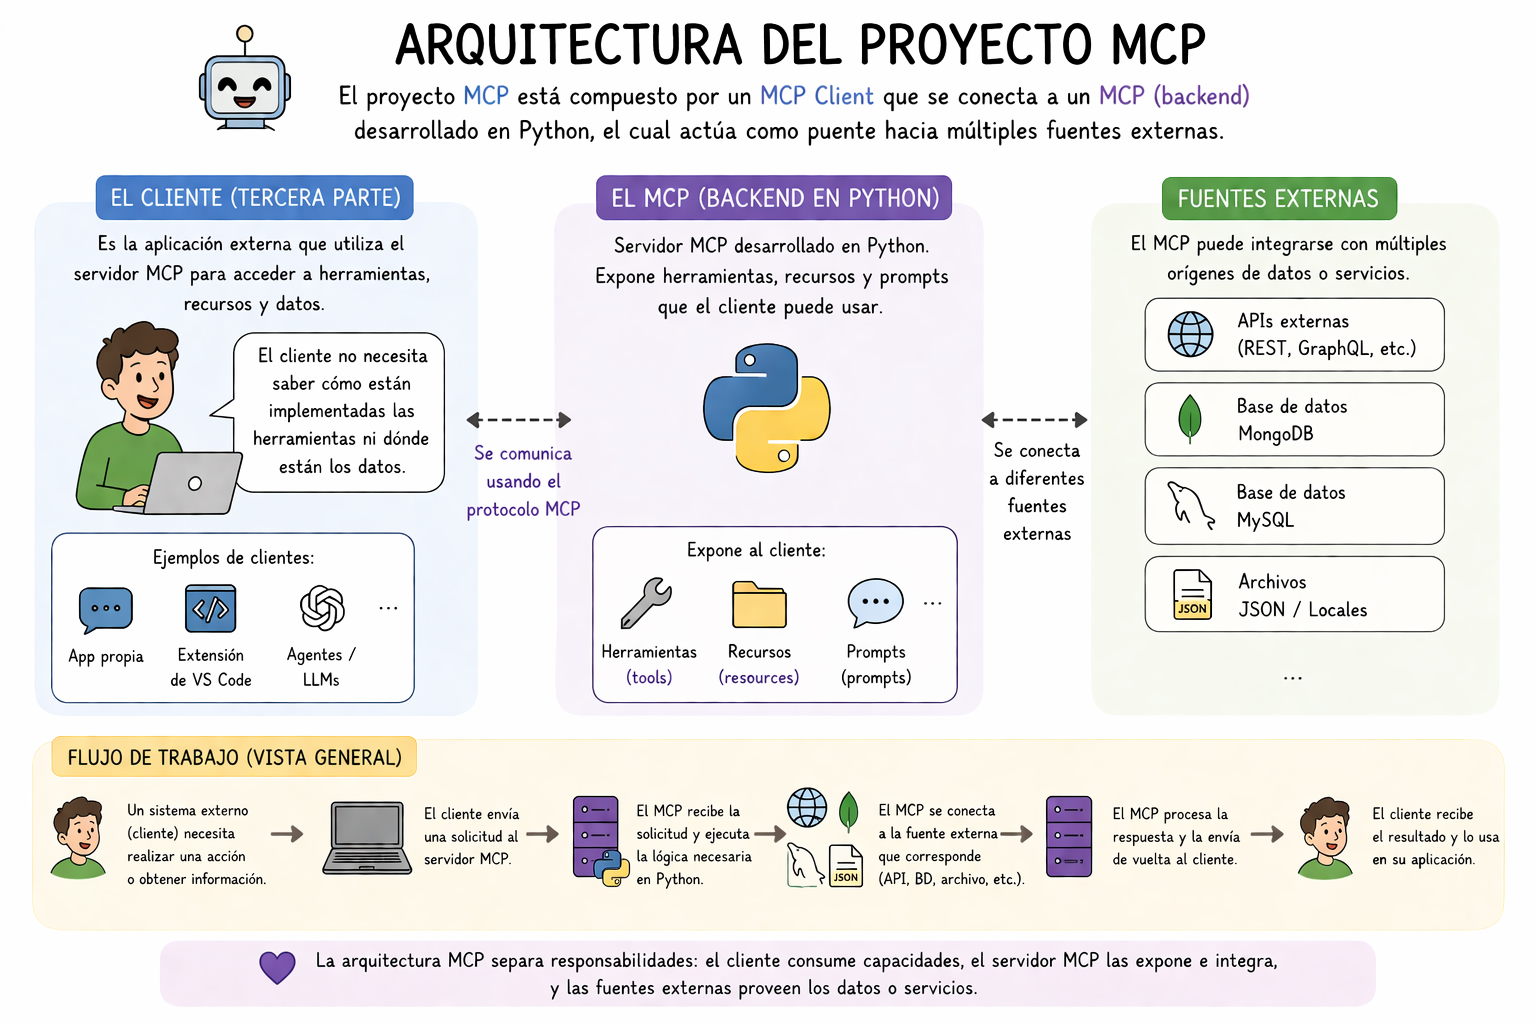 ARQUITECTURA DEL PROYECTO MCP
El proyecto MCP está compuesto por un MCP Client que se conecta a un MCP (backend)
desarrollado en Python, el cual actúa como puente hacia múltiples fuentes externas.
EL CLIENTE (TERCERA PARTE)
Es la aplicación externa que utiliza el
servidor MCP para acceder a herramientas,
recursos y datos.
El cliente no necesita
saber cómo están
implementadas las
herramientas ni dónde
están los datos.
Ejemplos de clientes:
App propia
Extensión
de VS Code
Agentes /
LLMs
...
Se comunica
usando el
protocolo MCP
EL MCP (BACKEND EN PYTHON)
Servidor MCP desarrollado en Python.
Expone herramientas, recursos y prompts
que el cliente puede usar.
Expone al cliente:
Herramientas
(tools)
Recursos
(resources)
Prompts
(prompts)
...
Se conecta
a diferentes
fuentes
externas
FUENTES EXTERNAS
El MCP puede integrarse con múltiples
orígenes de datos o servicios.
APIs externas
(REST, GraphQL, etc.)
Base de datos
MongoDB
Base de datos
MySQL
JSON
Archivos
JSON / Locales
...
FLUJO DE TRABAJO (VISTA GENERAL)
Un sistema externo
(cliente) necesita
realizar una acción
o obtener información.
El cliente envía
una solicitud al
servidor MCP.
El MCP recibe la
solicitud y ejecuta
la lógica necesaria
en Python.
JSON
El MCP se conecta
a la fuente externa
que corresponde
(API, BD, archivo, etc.).
El MCP procesa la
respuesta y la envía
de vuelta al cliente.
El cliente recibe
el resultado y lo usa
en su aplicación.
La arquitectura MCP separa responsabilidades: el cliente consume capacidades, el servidor MCP las expone e integra,
y las fuentes externas proveen los datos o servicios.